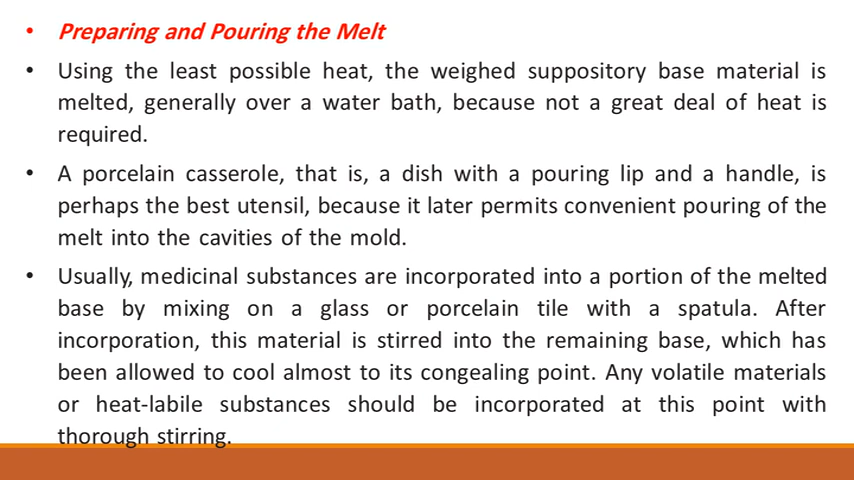 • Preparing and Pouring the Melt
• Using the least possible heat, the weighed suppository base material is
melted, generally over a water bath, because not a great deal of heat is
required.
• A porcelain casserole, that is, a dish with a pouring lip and a handle, is
perhaps the best utensil, because it later permits convenient pouring of the
melt into the cavities of the mold.
• Usually, medicinal substances are incorporated into a portion of the melted
base by mixing on a glass or porcelain tile with a spatula. After
incorporation, this material is stirred into the remaining base, which has
been allowed to cool almost to its congealing point. Any volatile materials
or heat-labile substances should be incorporated at this point with
thorough stirring.